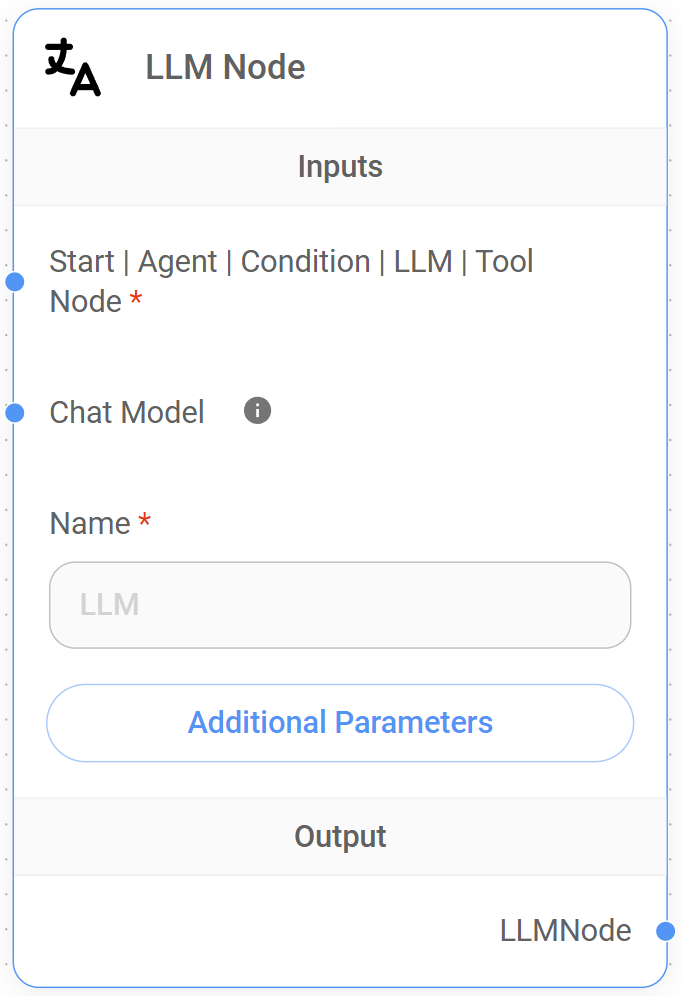 LLM Node
Inputs
Start | Agent | Condition | LLM | Tool
Node *
Chat Model
Name *
LLM
Additional Parameters
Output
LLMNode